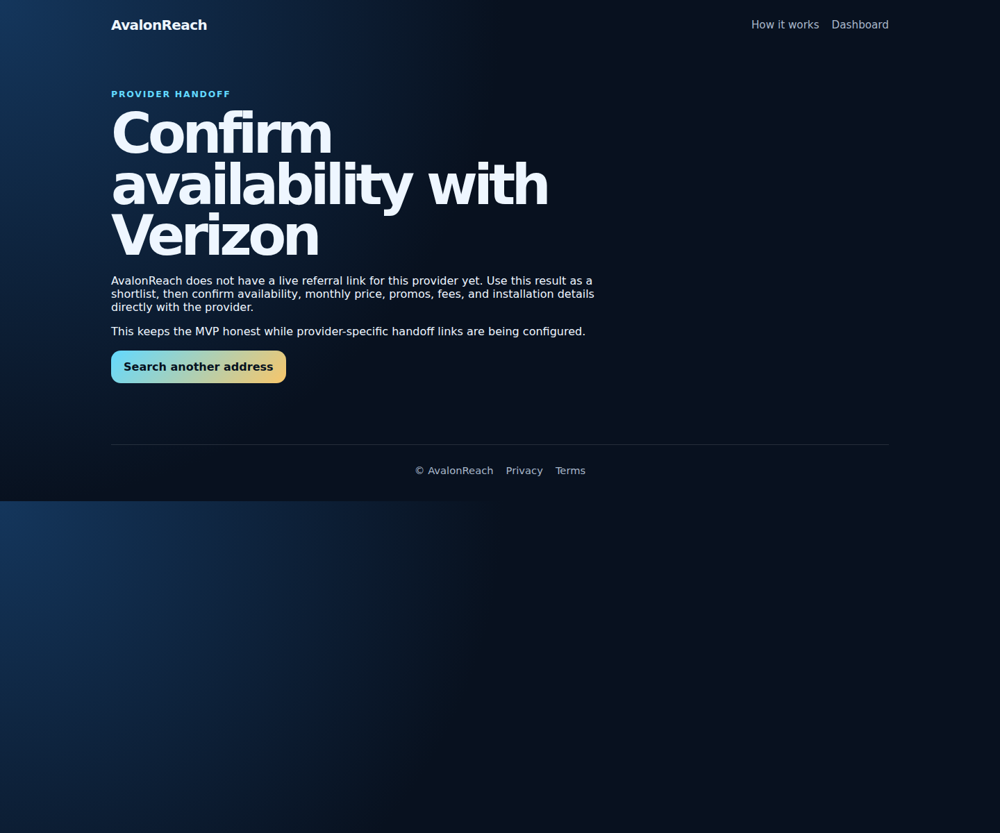 AvalonReach
How it works Dashboard
PROVIDER HANDOFF
Confirm
availability with
Verizon
AvalonReach does not have a live referral link for this provider yet. Use this result as a
shortlist, then confirm availability, monthly price, promos, fees, and installation details
directly with the provider.
This keeps the MVP honest while provider-specific handoff links are being configured.
Search another address
© AvalonReach Privacy Terms